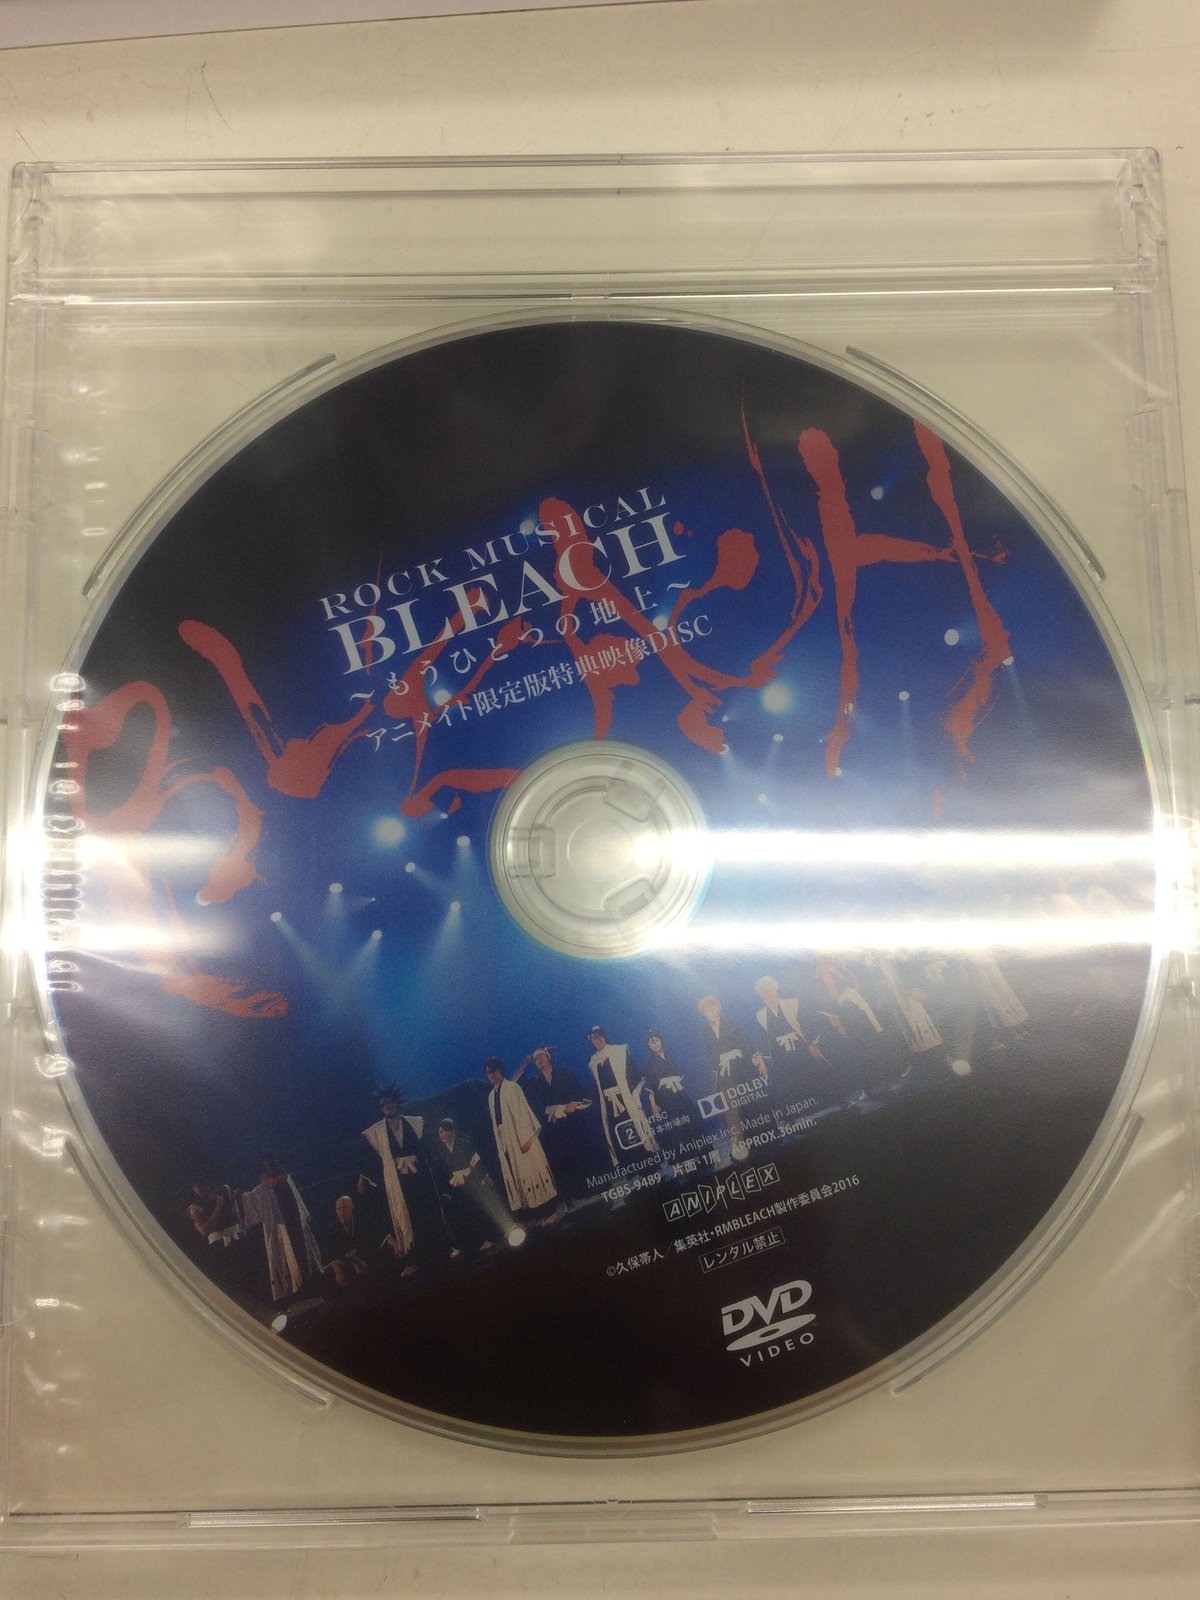 BLEACH
ROCK MUSICAL
BLEACH
～もうひとつの地上～
アニメイト限定版特典映像DISC
2 NTSC
日本市場向
DOLBY
DIGITAL
Manufactured by Aniplex Inc. Made in Japan.
TGBS-9489 片面・1層 APPROX.36min.
ANIPLEX
©久保帯人／集英社・RMBLEACH製作委員会2016
レンタル禁止
DVD
VIDEO